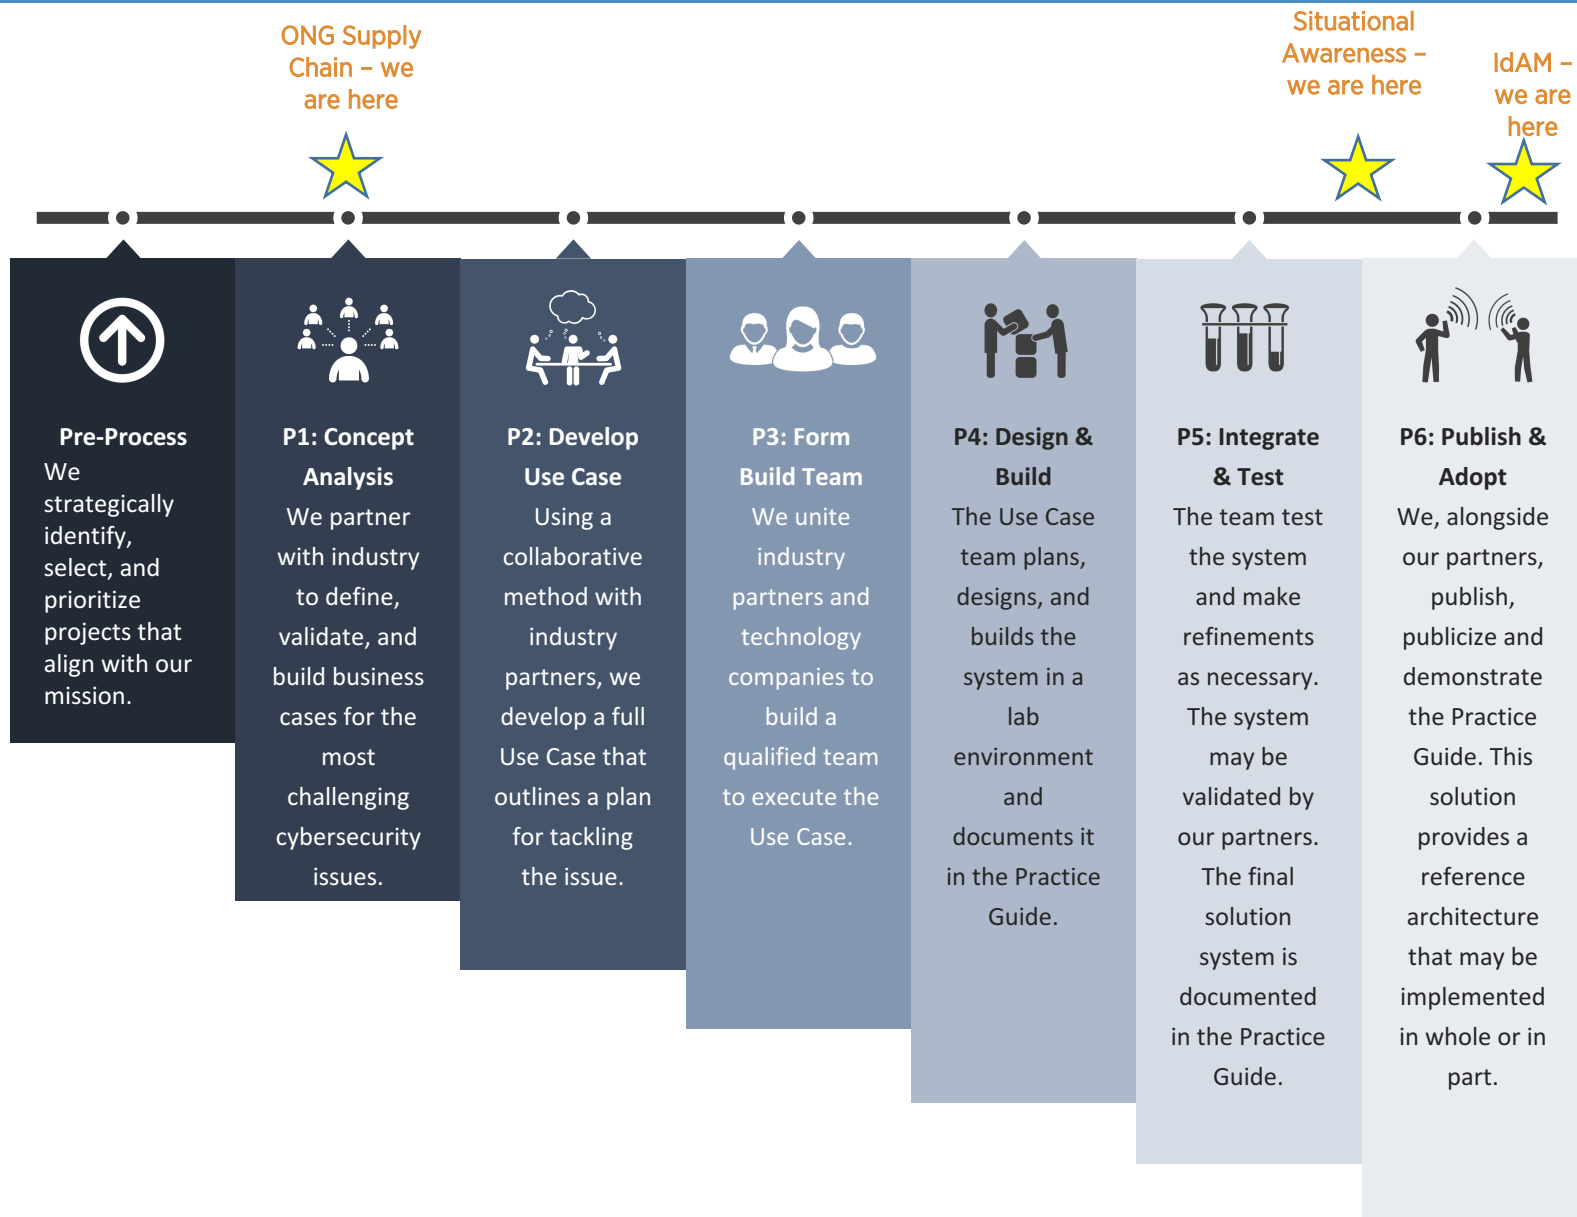 ONG Supply
Chain – we
are here
Situational
Awareness –
we are here
IdAM –
we are
here
Pre-Process
We
strategically
identify,
select, and
prioritize
projects that
align with our
mission.
P1: Concept
Analysis
We partner
with industry
to define,
validate, and
build business
cases for the
most
challenging
cybersecurity
issues.
P2: Develop
Use Case
Using a
collaborative
method with
industry
partners, we
develop a full
Use Case that
outlines a plan
for tackling
the issue.
P3: Form
Build Team
We unite
industry
partners and
technology
companies to
build a
qualified team
to execute the
Use Case.
P4: Design &
Build
The Use Case
team plans,
designs, and
builds the
system in a
lab
environment
and
documents it
in the Practice
Guide.
P5: Integrate
& Test
The team test
the system
and make
refinements
as necessary.
The system
may be
validated by
our partners.
The final
solution
system is
documented
in the Practice
Guide.
P6: Publish &
Adopt
We, alongside
our partners,
publish,
publicize and
demonstrate
the Practice
Guide. This
solution
provides a
reference
architecture
that may be
implemented
in whole or in
part.